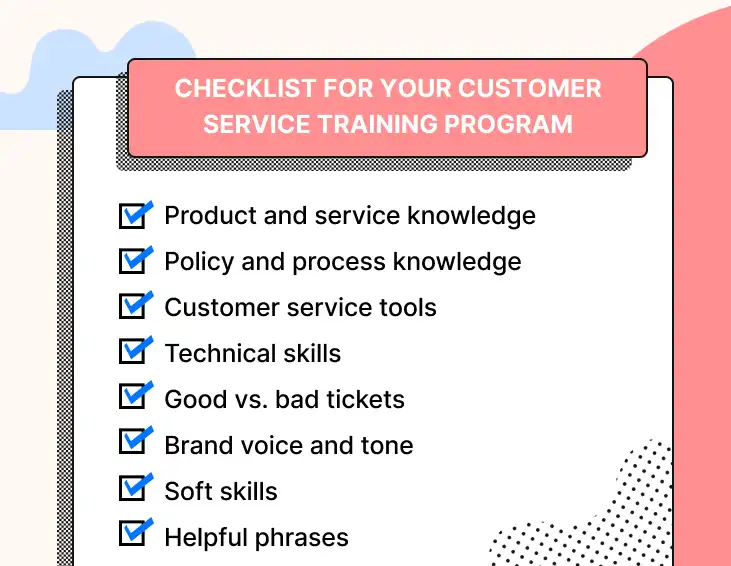 CHECKLIST FOR YOUR CUSTOMER
SERVICE TRAINING PROGRAM
Product and service knowledge
Policy and process knowledge
Customer service tools
Technical skills
Good vs. bad tickets
Brand voice and tone
Soft skills
Helpful phrases